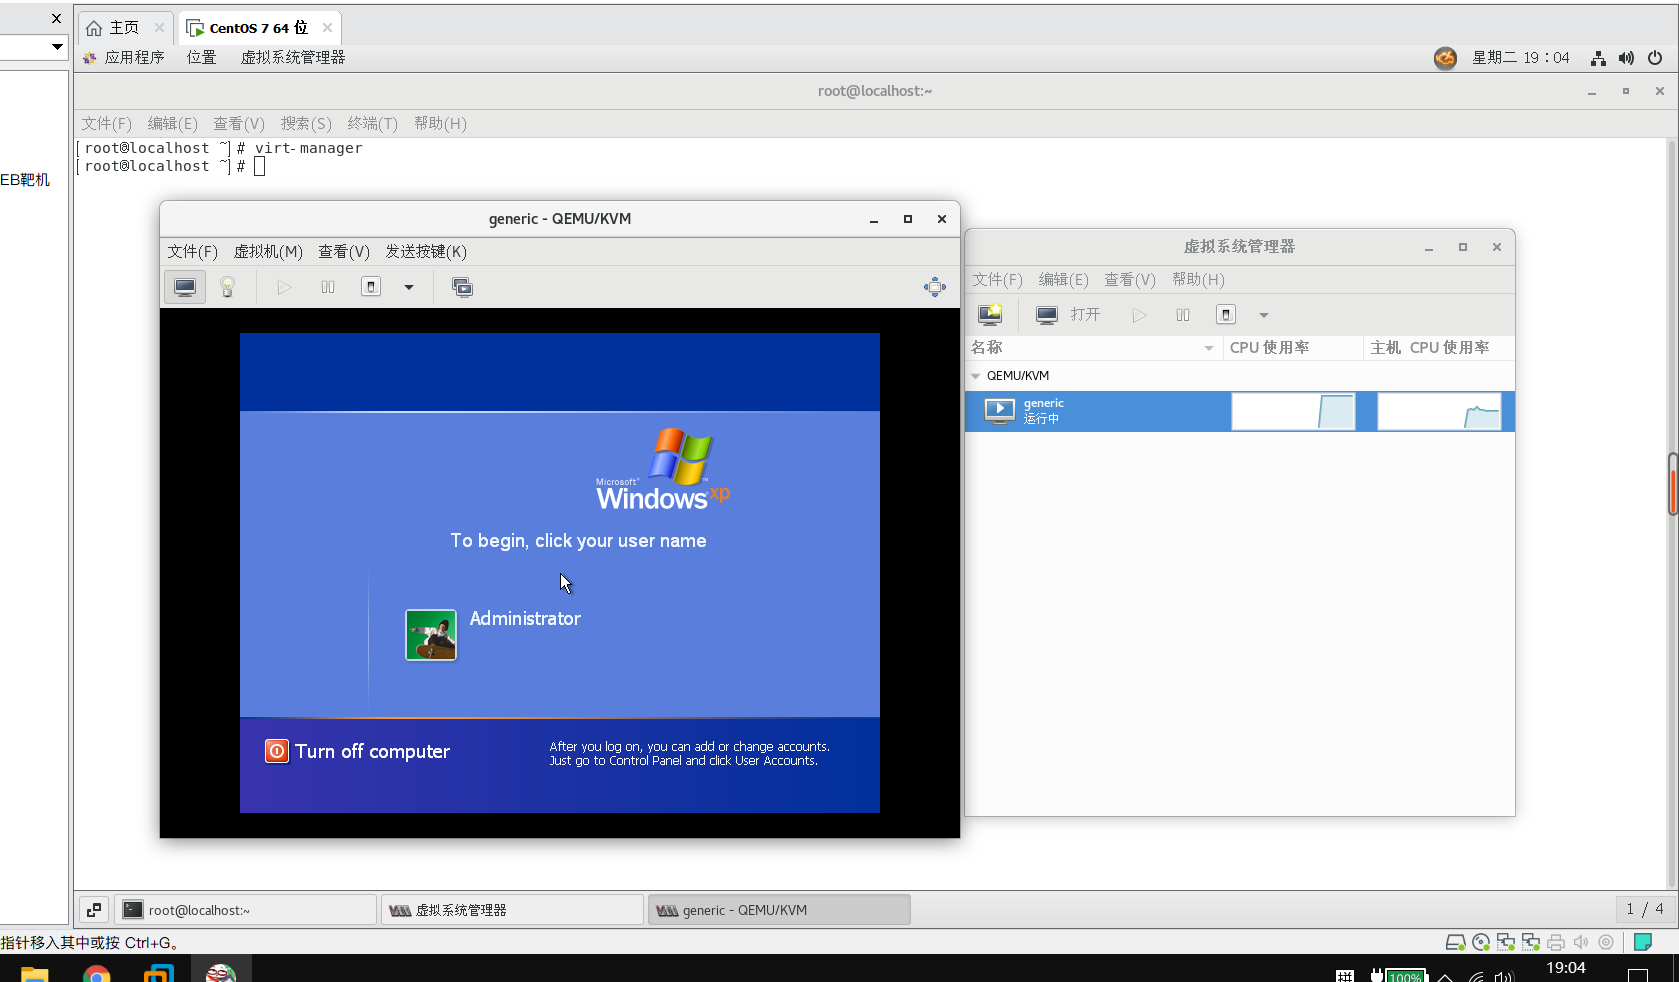 主页
CentOS 7 64 位
应用程序 位置 虚拟系统管理器
星期二 19：04
root@localhost:~
文件(F) 编辑(E) 查看(V) 搜索(S) 终端(T) 帮助(H)
[root@localhost ~]# virt-manager
[root@localhost ~]#
EB靶机
generic - QEMU/KVM
文件(F) 虚拟机(M) 查看(V) 发送按键(K)
Microsoft®
Windows xp
To begin, click your user name
Administrator
Turn off computer
After you log on, you can add or change accounts.
Just go to Control Panel and click User Accounts.
虚拟系统管理器
文件(F) 编辑(E) 查看(V) 帮助(H)
打开
名称 CPU 使用率 主机 CPU 使用率
QEMU/KVM
generic
运行中
root@localhost:~
虚拟系统管理器
generic - QEMU/KVM
1 / 4
指针移入其中或按 Ctrl+G。
拼
100%
19:04